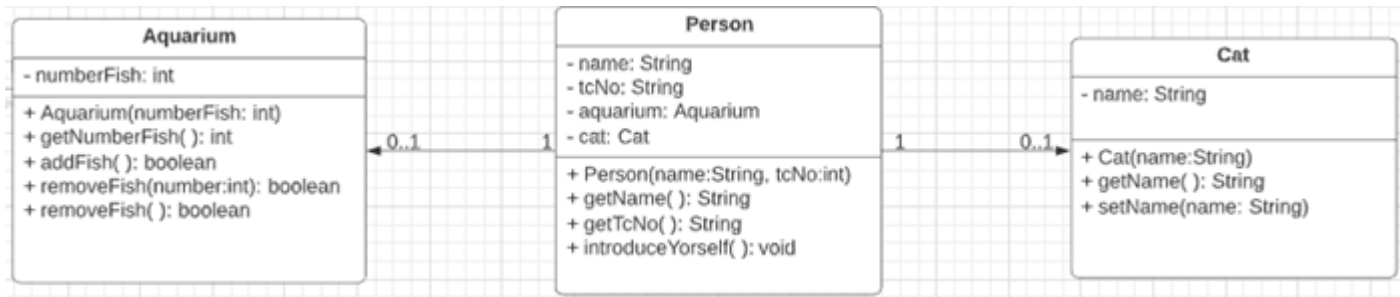 Aquarium
- numberFish: int
+ Aquarium(numberFish: int)
+ getNumberFish( ): int
+ addFish( ): boolean
+ removeFish(number:int): boolean
+ removeFish( ): boolean
0..1
1
Person
- name: String
- tcNo: String
- aquarium: Aquarium
- cat: Cat
+ Person(name:String, tcNo:int)
+ getName( ): String
+ getTcNo( ): String
+ introduceYorself( ): void
1
0..1
Cat
- name: String
+ Cat(name:String)
+ getName( ): String
+ setName(name: String)